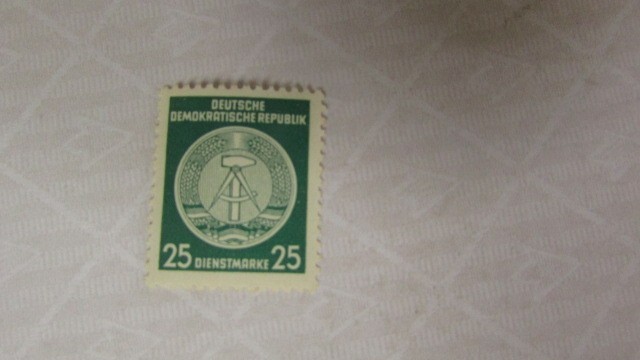 DEUTSCHE
DEMOKRATISCHE REPUBLIK
25 DIENSTMARKE 25